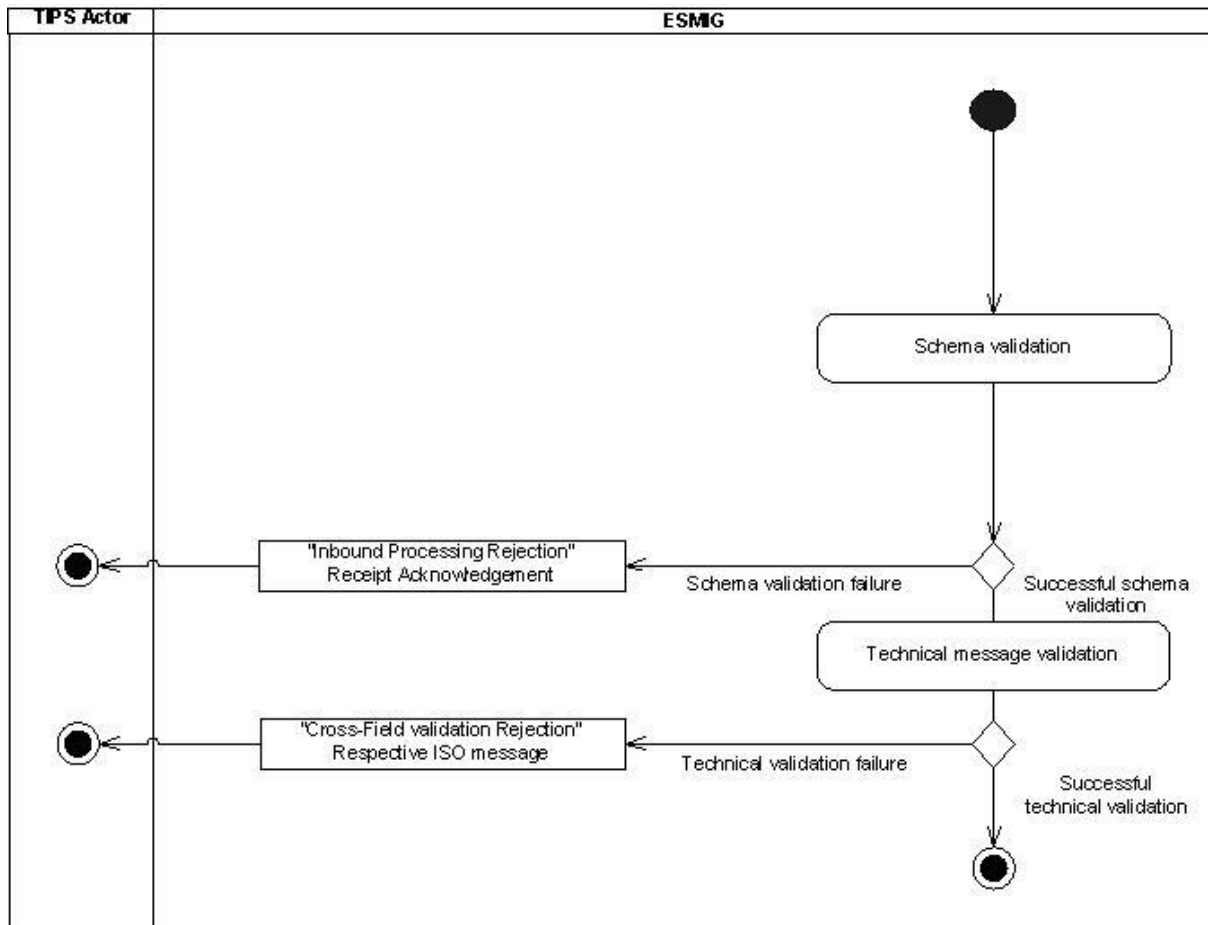 TIPS Actor
ESMIG
Schema validation
"Inbound Processing Rejection"
Receipt Acknowledgement
Schema validation failure
Successful schema
validation
Technical message validation
"Cross-Field validation Rejection"
Respective ISO message
Technical validation failure
Successful
technical validation